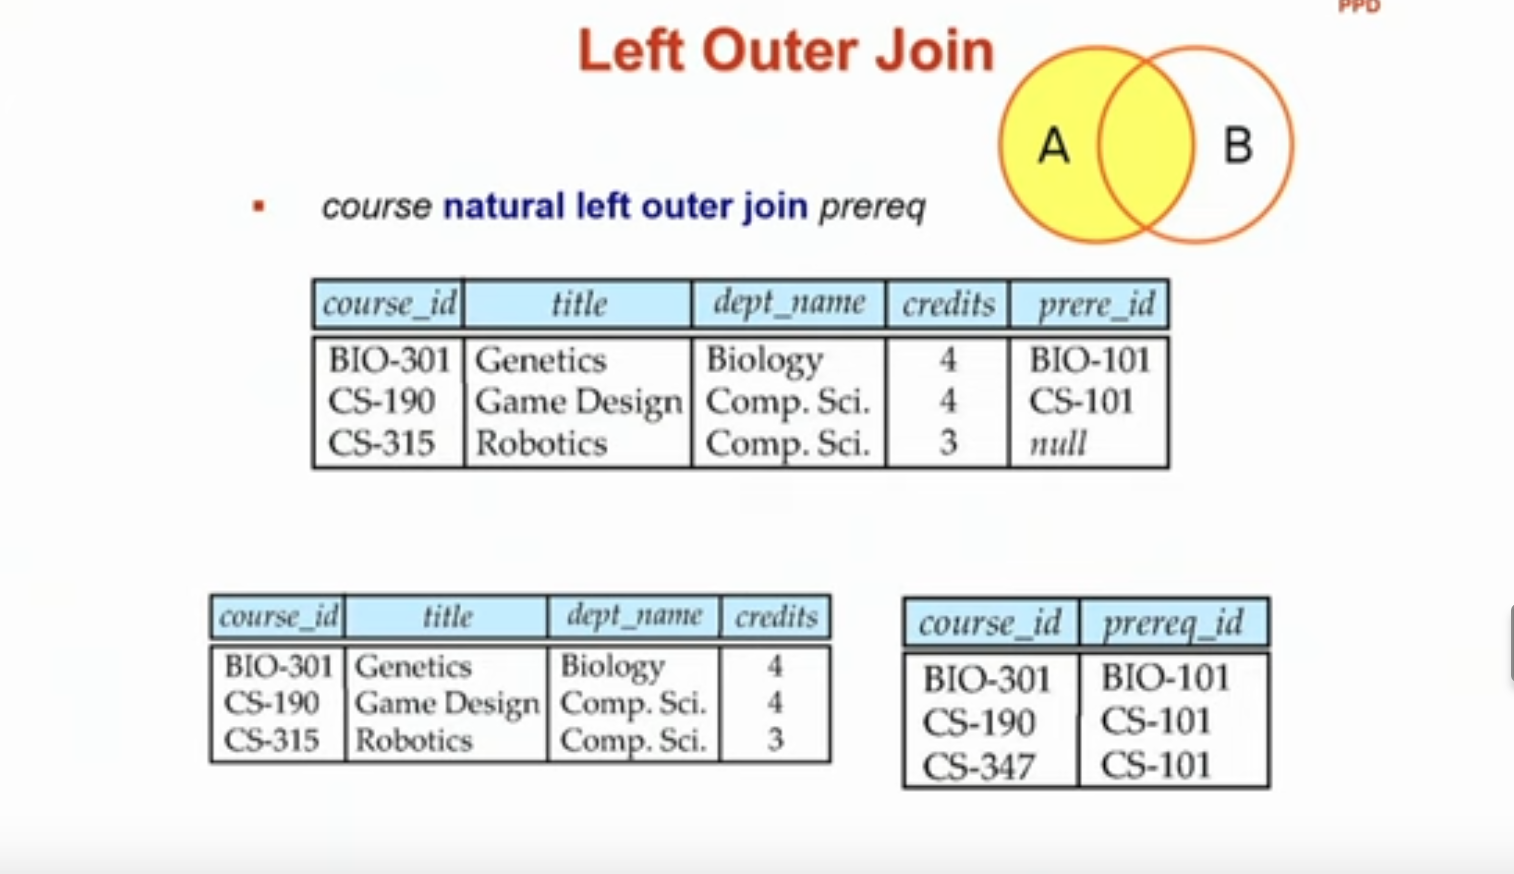 PPD
Left Outer Join
A B
▪ course natural left outer join prereq
course_id title dept_name credits prere_id
BIO-301 Genetics Biology 4 BIO-101
CS-190 Game Design Comp. Sci. 4 CS-101
CS-315 Robotics Comp. Sci. 3 null
course_id title dept_name credits
BIO-301 Genetics Biology 4
CS-190 Game Design Comp. Sci. 4
CS-315 Robotics Comp. Sci. 3
course_id prereq_id
BIO-301 BIO-101
CS-190 CS-101
CS-347 CS-101